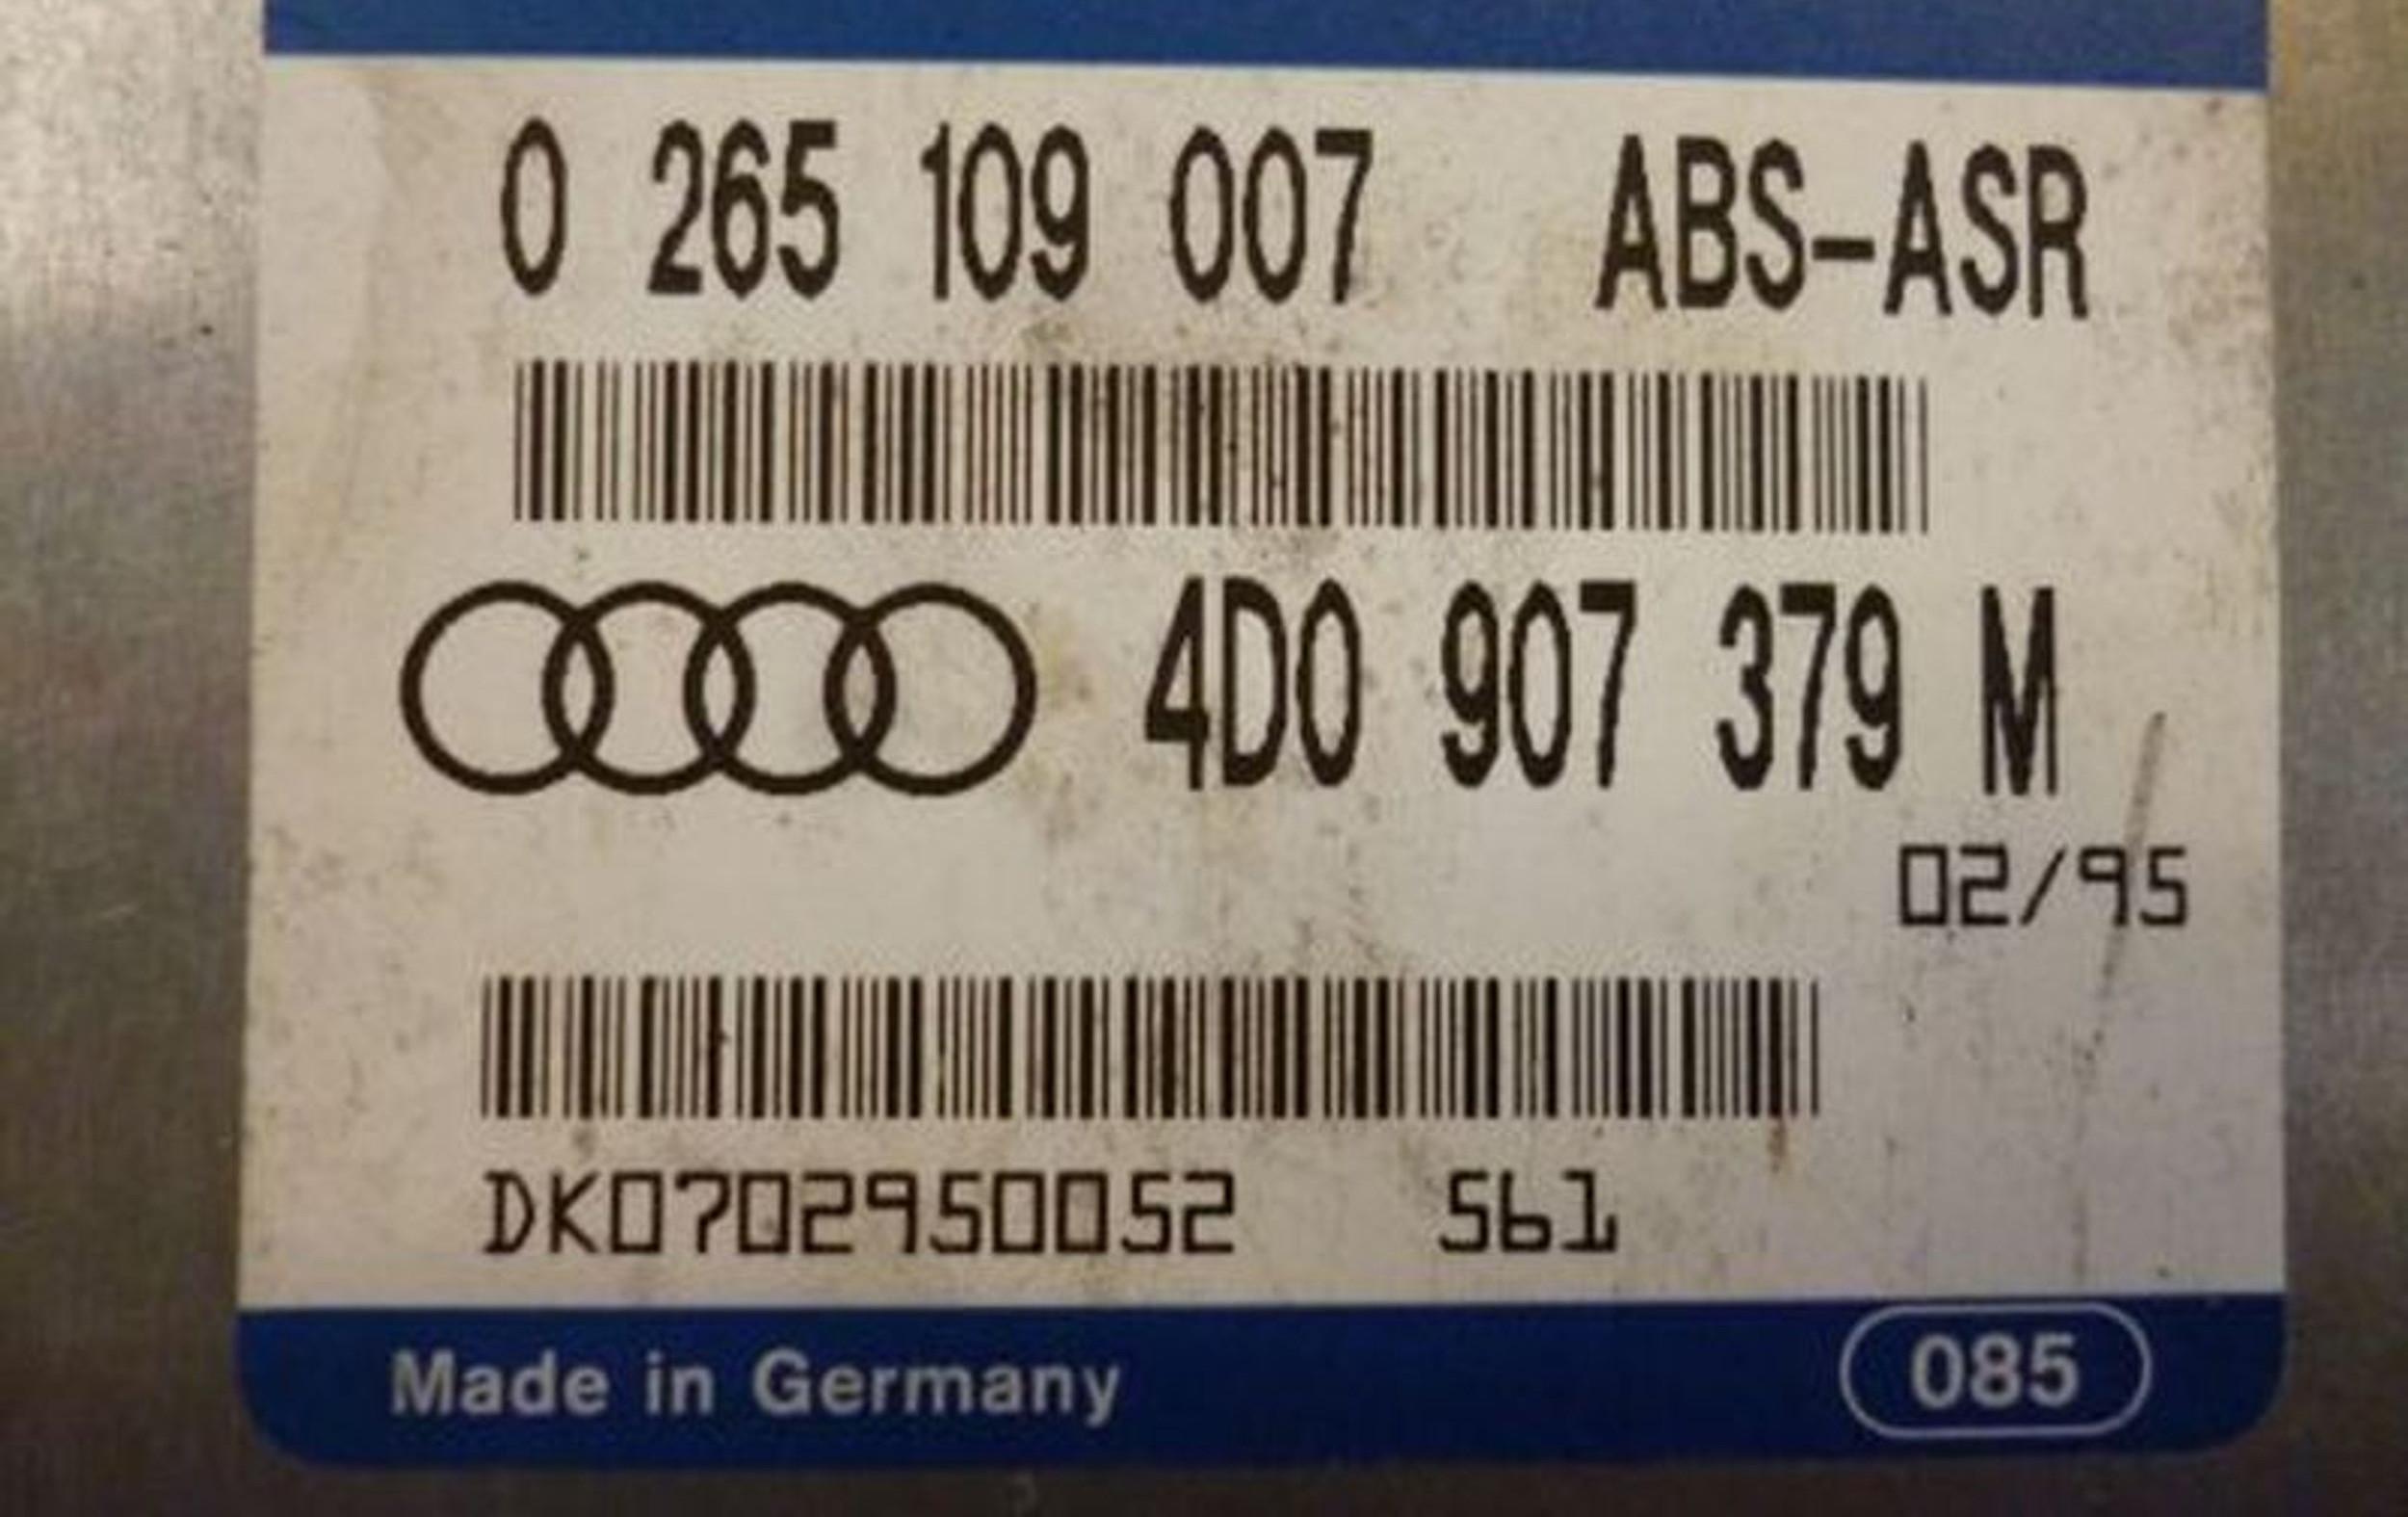 0 265 109 007 ABS-ASR
4D0 907 379 M
02/95
DK0702950052 561
Made in Germany 085